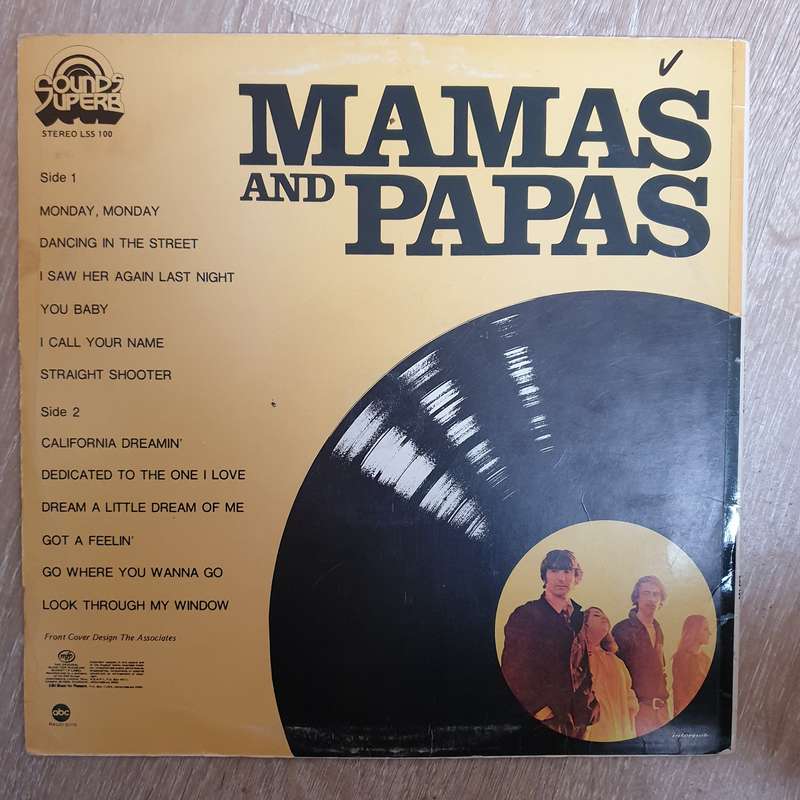 SOUNDS
SUPERB
STEREO LSS 100
MAMAS
AND PAPAS
Side 1
MONDAY, MONDAY
DANCING IN THE STREET
I SAW HER AGAIN LAST NIGHT
YOU BABY
I CALL YOUR NAME
STRAIGHT SHOOTER
Side 2
CALIFORNIA DREAMIN'
DEDICATED TO THE ONE I LOVE
DREAM A LITTLE DREAM OF ME
GOT A FEELIN'
GO WHERE YOU WANNA GO
LOOK THROUGH MY WINDOW
Front Cover Design The Associates
mfp
abc